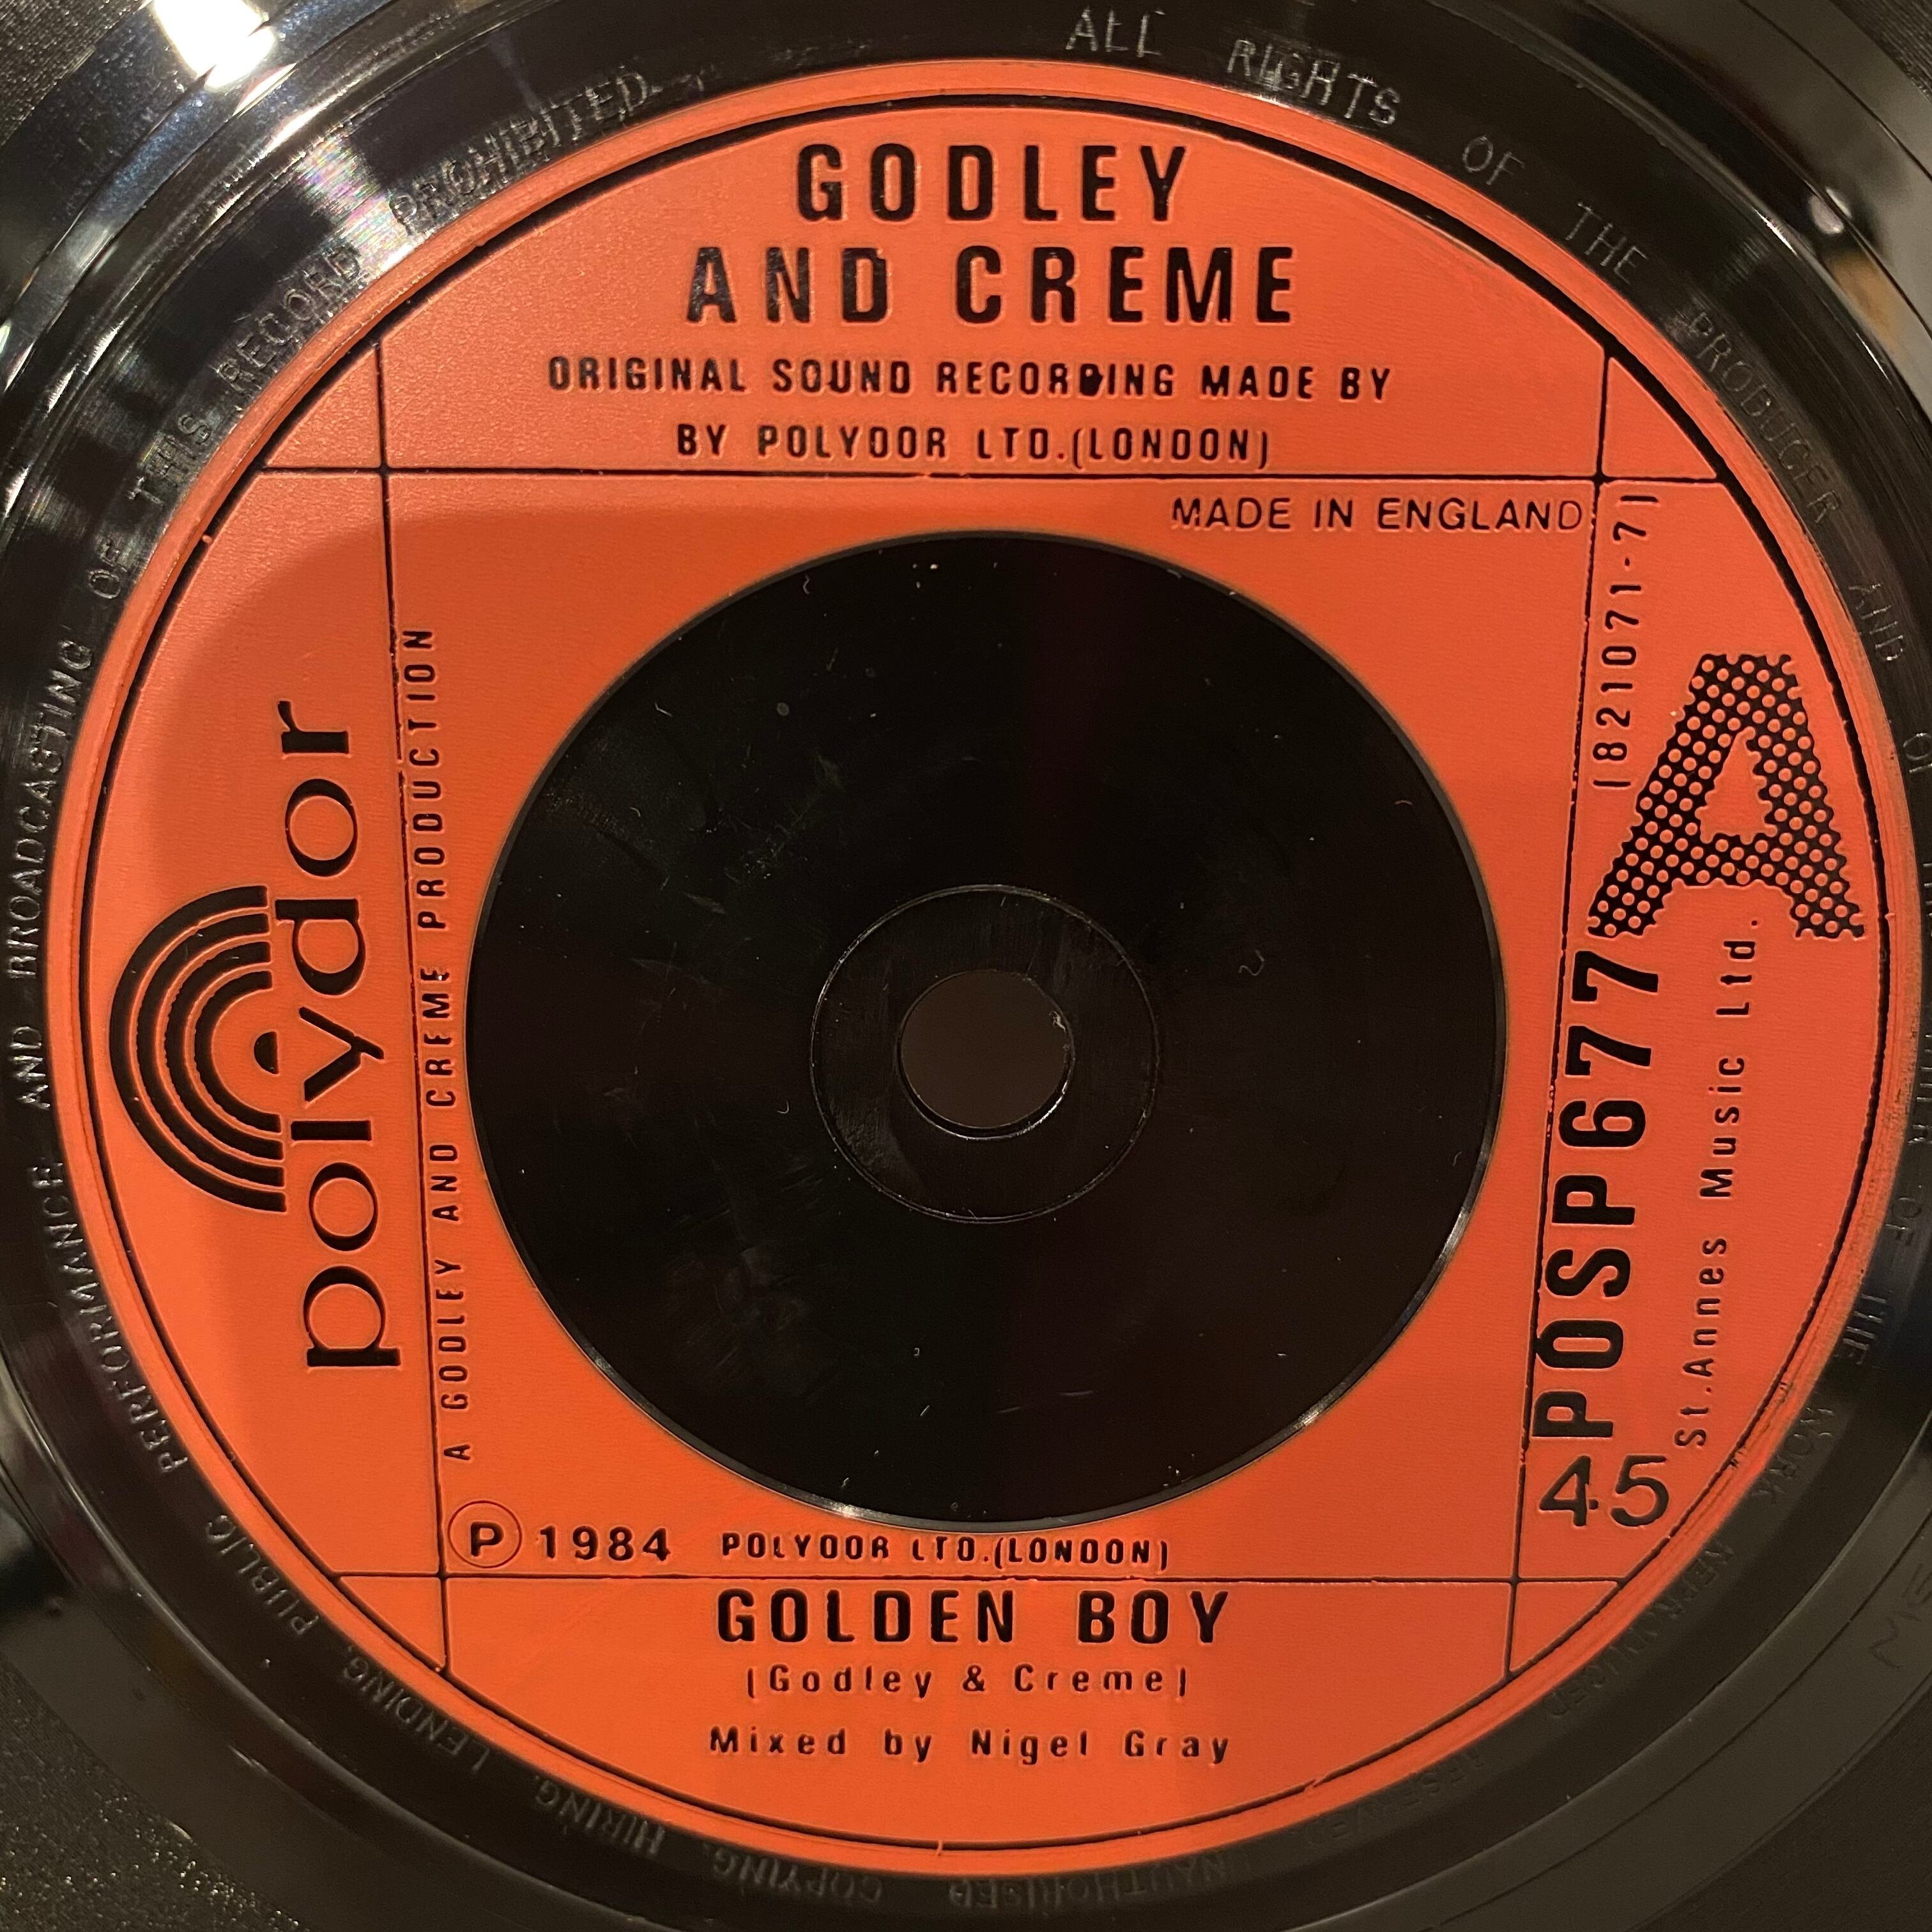 GODLEY
AND CREME
ORIGINAL SOUND RECORDING MADE BY
BY POLYDOR LTD.(LONDON)
MADE IN ENGLAND
polydor
A GODLEY AND CREME PRODUCTION
(821071-7)
A
POSP677
St.Annes Music Ltd.
45
Ⓟ 1984 POLYDOR LTD.(LONDON)
GOLDEN BOY
(Godley & Creme)
Mixed by Nigel Gray
ALL RIGHTS OF THE PRODUCER AND OF THE OWNER OF THE WORK REPRODUCED RESERVED. UNAUTHORISED COPYING, HIRING, LENDING, PUBLIC PERFORMANCE AND BROADCASTING OF THIS RECORD PROHIBITED.